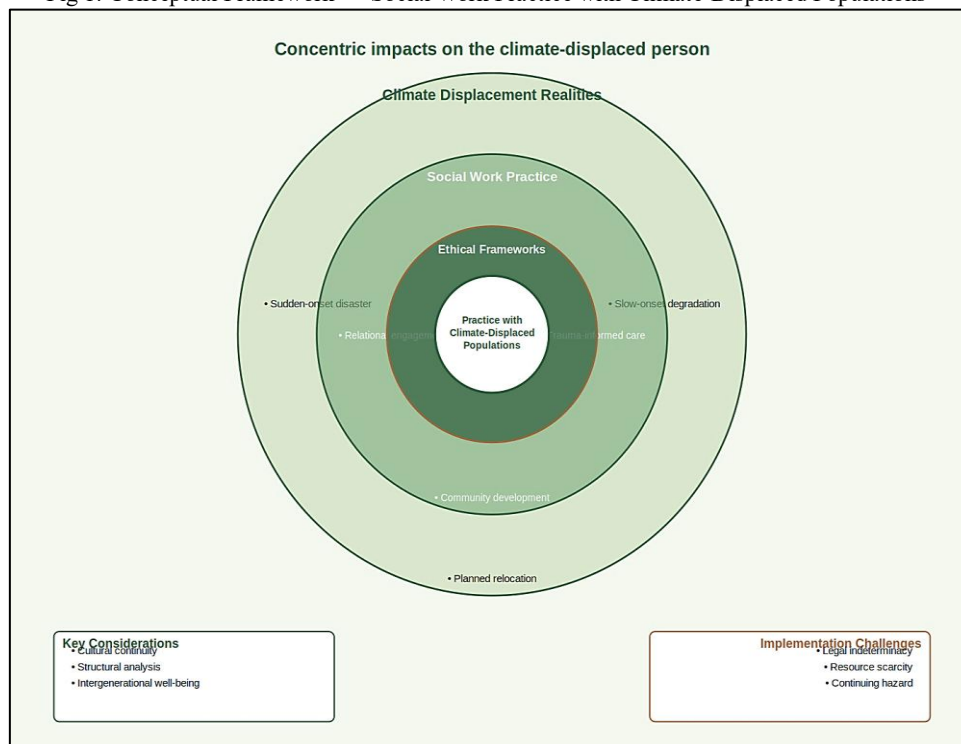 Fig 1: Conceptual Framework — Social Work Practice with Climate-Displaced Populations
Concentric impacts on the climate-displaced person
Climate Displacement Realities
Social Work Practice
Ethical Frameworks
• Sudden-onset disaster
• Slow-onset degradation
• Relational engagement
• Trauma-informed care
Practice with
Climate-Displaced
Populations
• Community development
• Planned relocation
Key Considerations
• Cultural continuity
• Structural analysis
• Intergenerational well-being
Implementation Challenges
• Legal indeterminacy
• Resource scarcity
• Continuing hazard